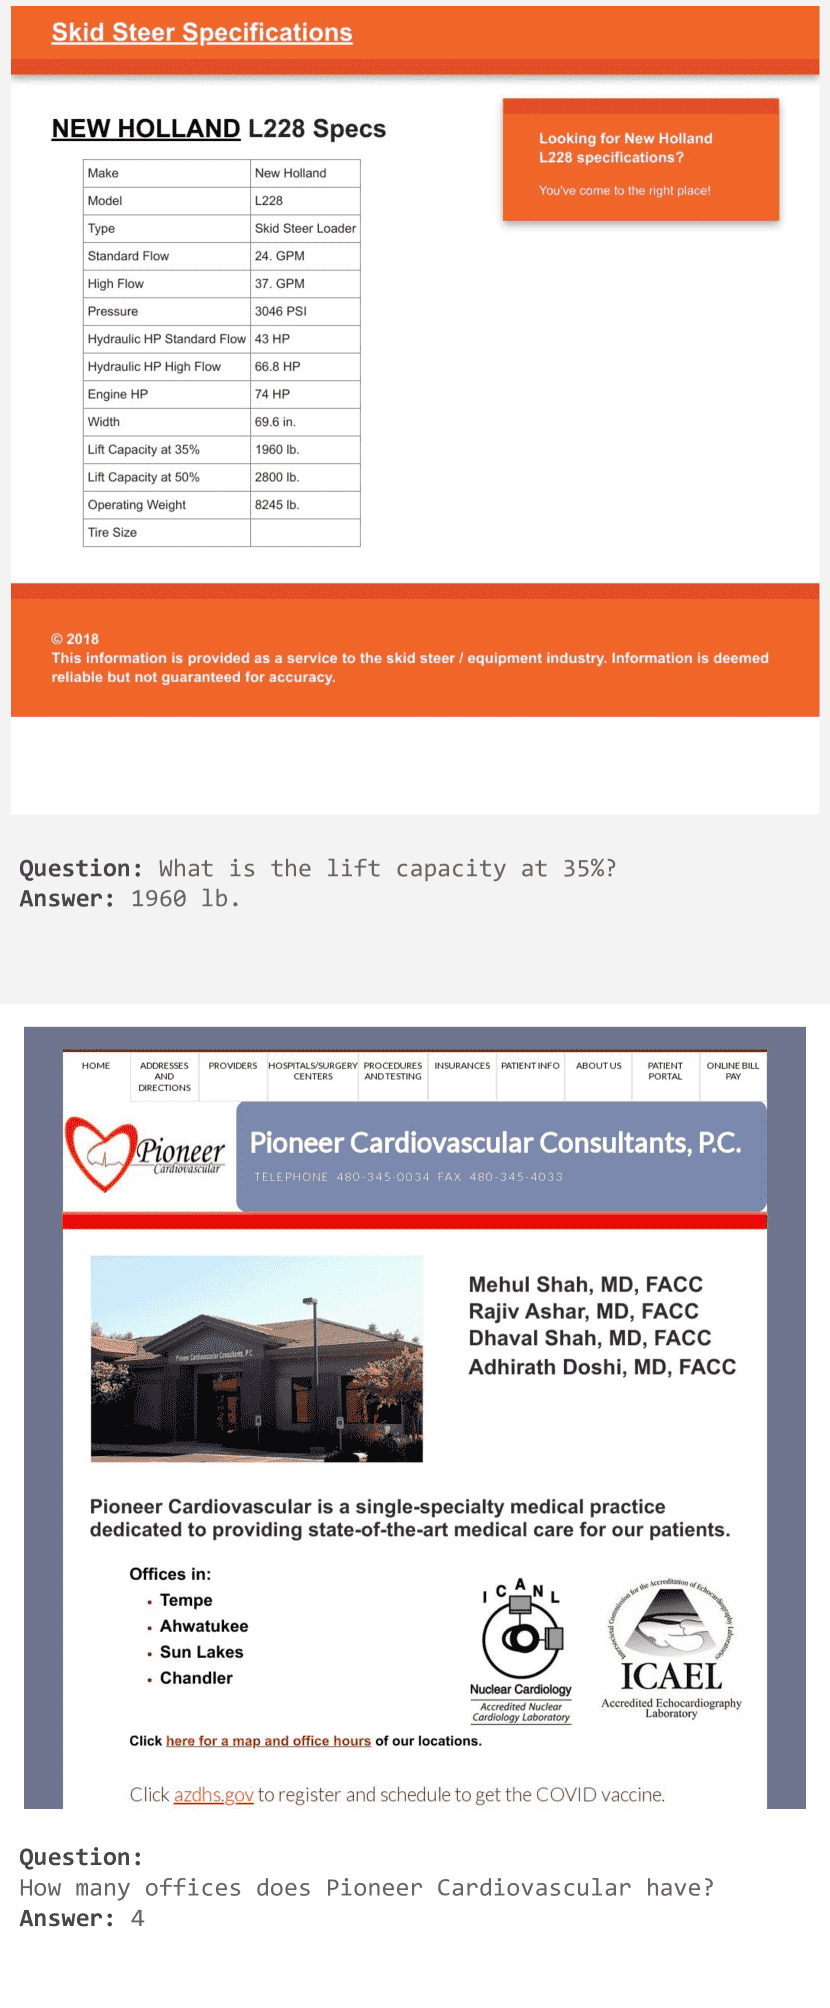 Skid Steer Specifications
NEW HOLLAND L228 Specs
Make New Holland
Model L228
Type Skid Steer Loader
Standard Flow 24. GPM
High Flow 37. GPM
Pressure 3046 PSI
Hydraulic HP Standard Flow 43 HP
Hydraulic HP High Flow 66.8 HP
Engine HP 74 HP
Width 69.6 in.
Lift Capacity at 35% 1960 lb.
Lift Capacity at 50% 2800 lb.
Operating Weight 8245 lb.
Tire Size
Looking for New Holland
L228 specifications?
You've come to the right place!
© 2018
This information is provided as a service to the skid steer / equipment industry. Information is deemed
reliable but not guaranteed for accuracy.
Question: What is the lift capacity at 35%?
Answer: 1960 lb.
HOME
ADDRESSES
AND
DIRECTIONS
PROVIDERS
HOSPITALS/SURGERY
CENTERS
PROCEDURES
AND TESTING
INSURANCES
PATIENT INFO
ABOUT US
PATIENT
PORTAL
ONLINE BILL
PAY
Pioneer
Cardiovascular
Pioneer Cardiovascular Consultants, P.C.
TELEPHONE 480-345-0034 FAX 480-345-4033
Pioneer Cardiovascular Consultants, P.C.
Mehul Shah, MD, FACC
Rajiv Ashar, MD, FACC
Dhaval Shah, MD, FACC
Adhirath Doshi, MD, FACC
Pioneer Cardiovascular is a single-specialty medical practice
dedicated to providing state-of-the-art medical care for our patients.
Offices in:
• Tempe
• Ahwatukee
• Sun Lakes
• Chandler
ICANL
Nuclear Cardiology
Accredited Nuclear
Cardiology Laboratory
Intersocietal Commission for the Accreditation of Echocardiography Laboratories
ICAEL
Accredited Echocardiography
Laboratory
Click here for a map and office hours of our locations.
Click azdhs.gov to register and schedule to get the COVID vaccine.
Question:
How many offices does Pioneer Cardiovascular have?
Answer: 4